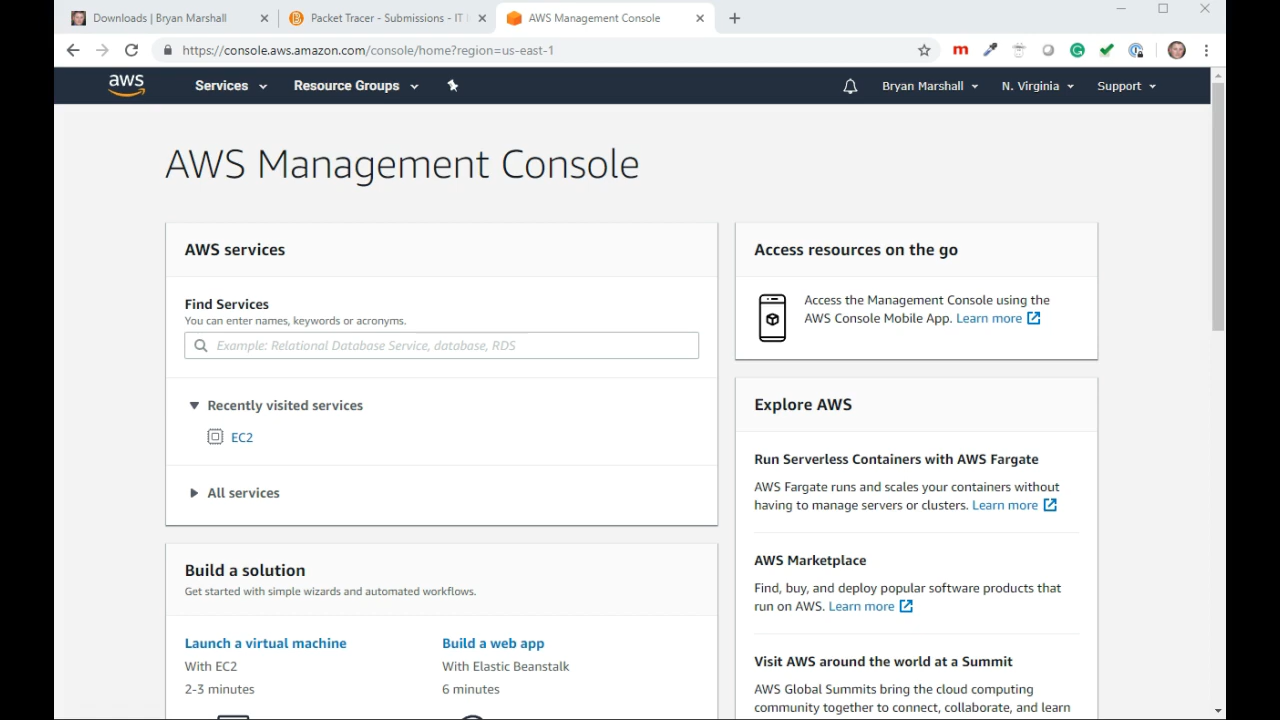 Downloads | Bryan Marshall
Packet Tracer - Submissions - IT
AWS Management Console
https://console.aws.amazon.com/console/home?region=us-east-1
m
aws
Services
Resource Groups
Bryan Marshall
N. Virginia
Support
AWS Management Console
AWS services
Find Services
You can enter names, keywords or acronyms.
Example: Relational Database Service, database, RDS
Recently visited services
EC2
All services
Build a solution
Get started with simple wizards and automated workflows.
Launch a virtual machine
With EC2
2-3 minutes
Build a web app
With Elastic Beanstalk
6 minutes
Access resources on the go
Access the Management Console using the
AWS Console Mobile App. Learn more
Explore AWS
Run Serverless Containers with AWS Fargate
AWS Fargate runs and scales your containers without
having to manage servers or clusters. Learn more
AWS Marketplace
Find, buy, and deploy popular software products that
run on AWS. Learn more
Visit AWS around the world at a Summit
AWS Global Summits bring the cloud computing
community together to connect, collaborate, and learn